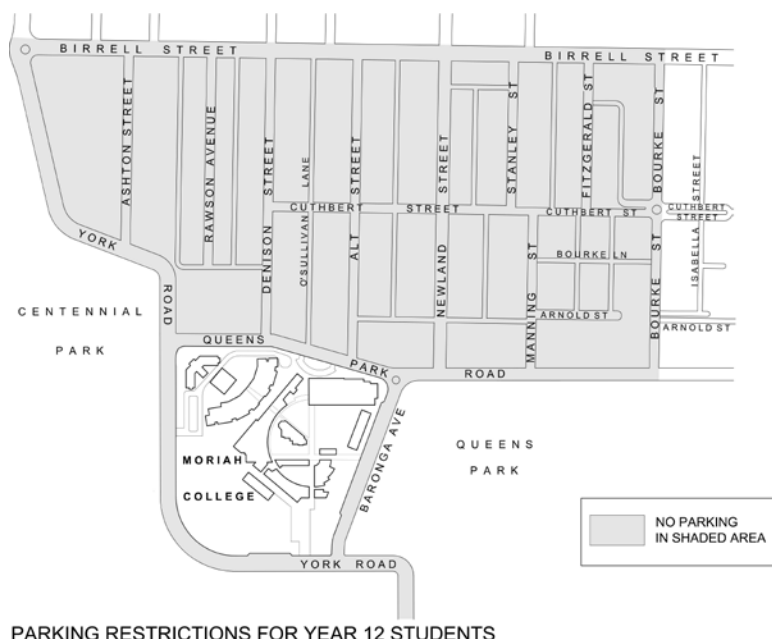 BIRRELL STREET
BIRRELL STREET
ASHTON STREET
RAWSON AVENUE
DENISON STREET
O'SULLIVAN LANE
ALT STREET
NEWLAND STREET
STANLEY ST
FITZGERALD ST
BOURKE ST
ISABELLA STREET
CUTHBERT STREET
CUTHBERT ST
CUTHBERT STREET
YORK ROAD
MANNING ST
BOURKE LN
BOURKE ST
ARNOLD ST
ARNOLD ST
CENTENNIAL
PARK
QUEENS PARK ROAD
MORIAH
COLLEGE
BARONGA AVE
QUEENS
PARK
YORK ROAD
NO PARKING
IN SHADED AREA
PARKING RESTRICTIONS FOR YEAR 12 STUDENTS